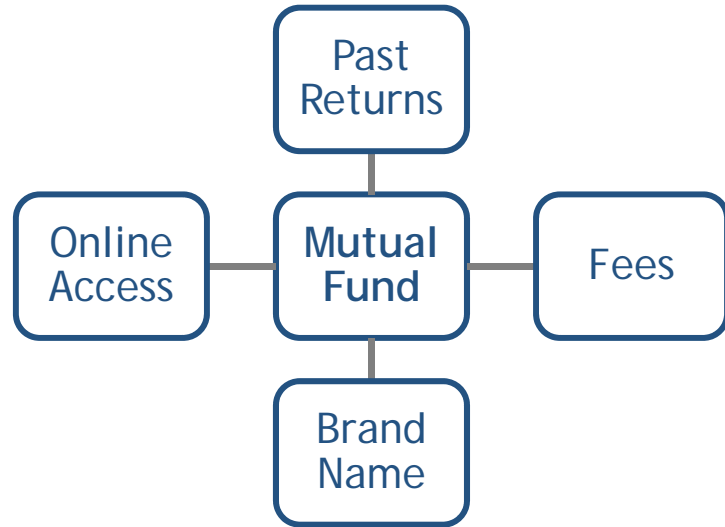 Past
Returns
Online
Access
Mutual
Fund
Fees
Brand
Name